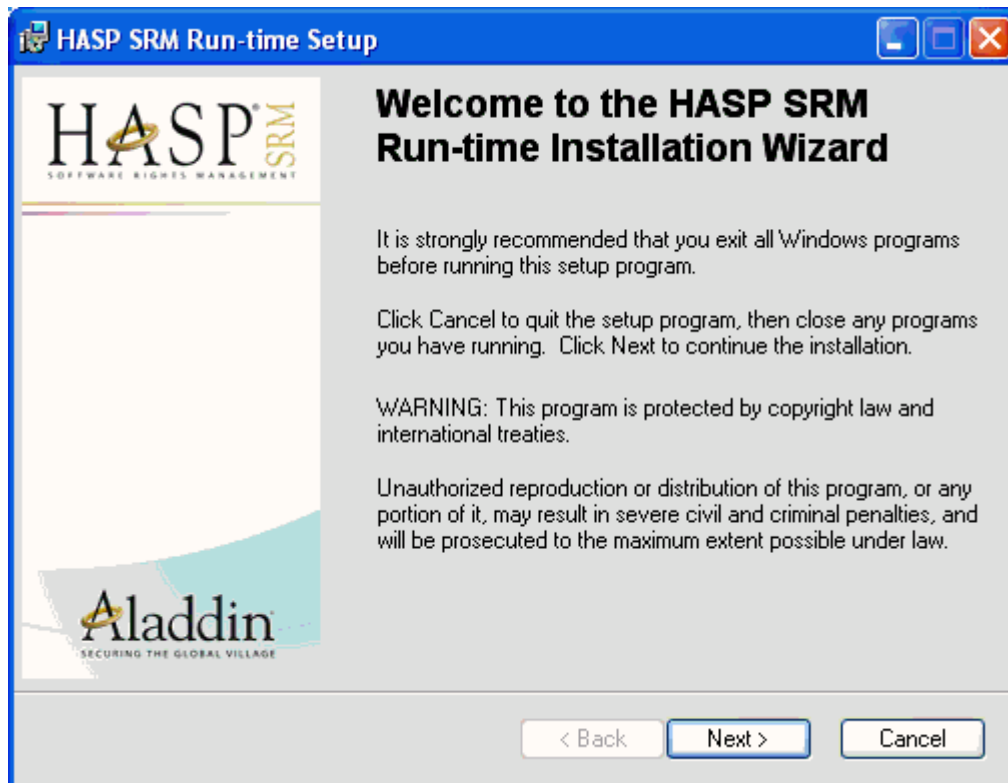 HASP SRM Run-time Setup
HASP® SRM
SOFTWARE RIGHTS MANAGEMENT
Welcome to the HASP SRM
Run-time Installation Wizard
It is strongly recommended that you exit all Windows programs
before running this setup program.
Click Cancel to quit the setup program, then close any programs
you have running.  Click Next to continue the installation.
WARNING: This program is protected by copyright law and
international treaties.
Unauthorized reproduction or distribution of this program, or any
portion of it, may result in severe civil and criminal penalties, and
will be prosecuted to the maximum extent possible under law.
Aladdin
SECURING THE GLOBAL VILLAGE
< Back
Next >
Cancel